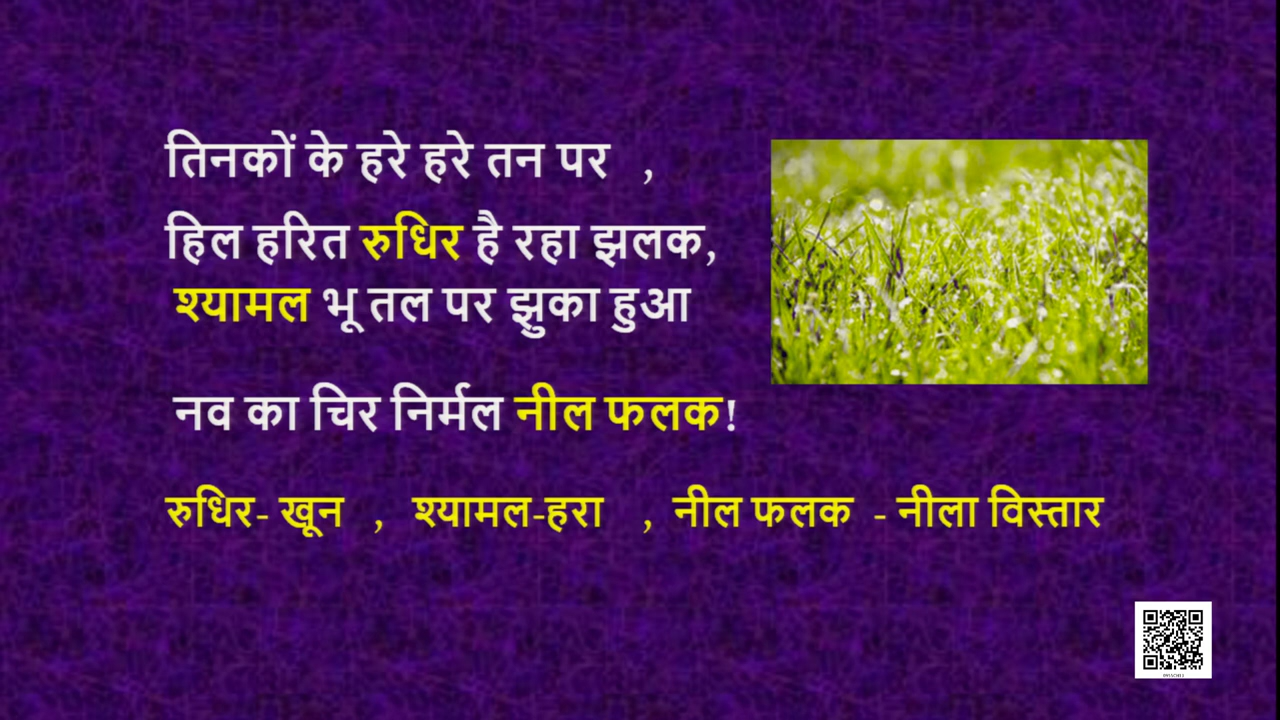 तिनकों के हरे हरे तन पर ,
हिल हरित रुधिर है रहा झलक,
श्यामल भू तल पर झुका हुआ
नव का चिर निर्मल नील फलक!
रुधिर- खून , श्यामल-हरा , नील फलक - नीला विस्तार